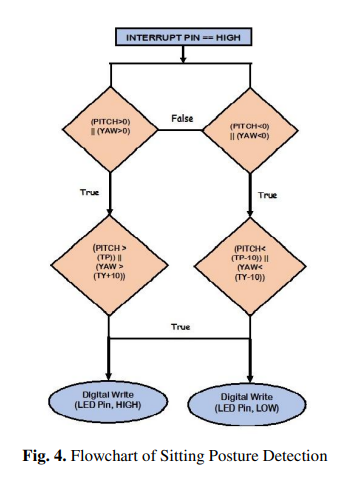 INTERRUPT PIN == HIGH
(PITCH>0)
|| (YAW>0)
False
(PITCH<0)
|| (YAW<0)
True
True
(PITCH >
(TP)) ||
(YAW >
(TY+10))
(PITCH<
(TP-10)) ||
(YAW<
(TY-10))
True
Digital Write
(LED Pin, HIGH)
Digital Write
(LED Pin, LOW)
Fig. 4. Flowchart of Sitting Posture Detection